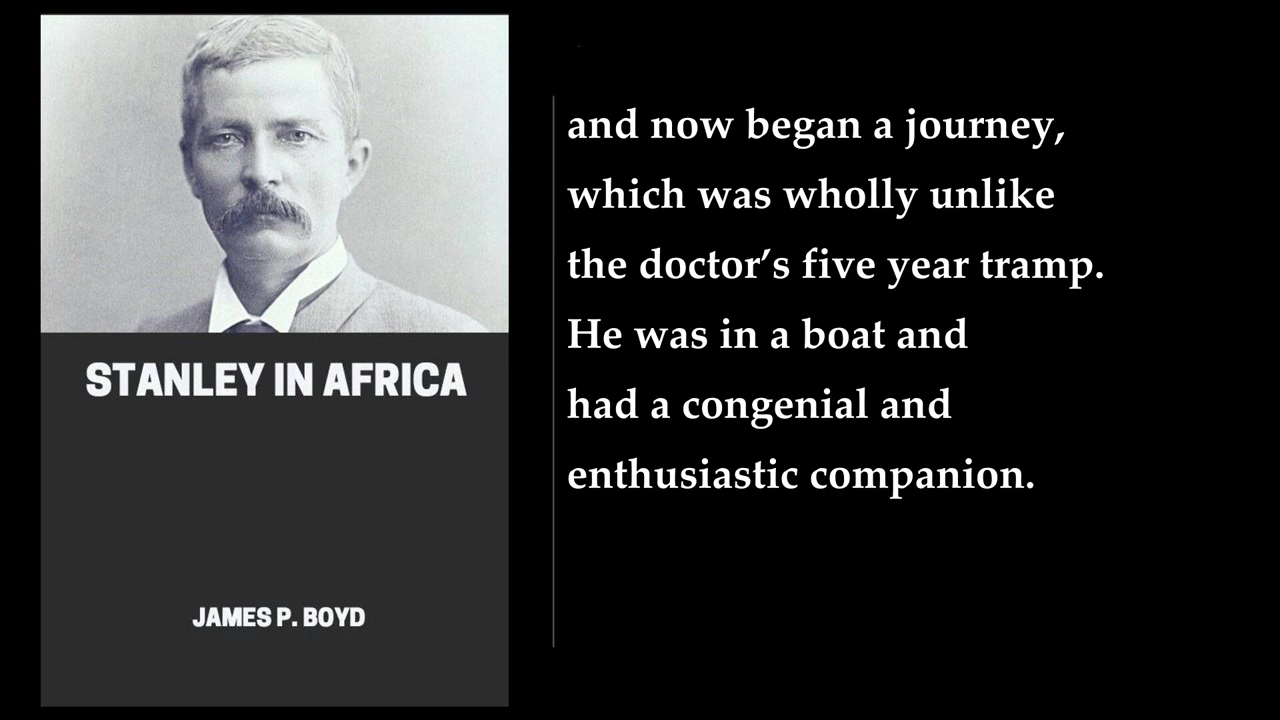 STANLEY IN AFRICA
JAMES P. BOYD
and now began a journey,
which was wholly unlike
the doctor’s five year tramp.
He was in a boat and
had a congenial and
enthusiastic companion.